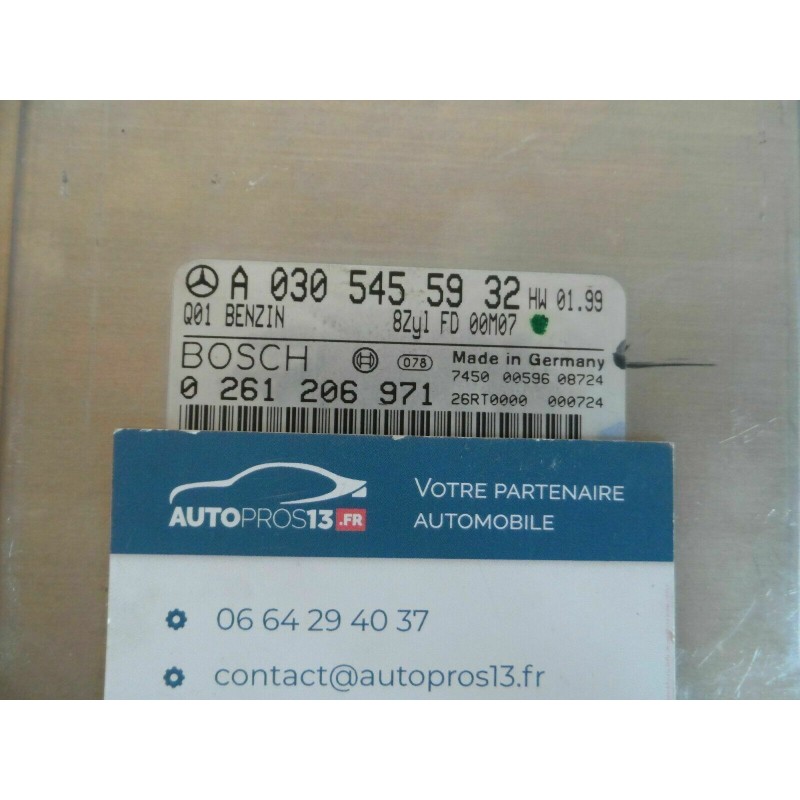 A 030 545 59 32 HW 01.99
Q01 BENZIN 8Zyl FD 00M07
BOSCH 078 Made in Germany
7450 00596 08724
0 261 206 971 26RT0000 000724
AUTOPROS13.FR
VOTRE PARTENAIRE
AUTOMOBILE
06 64 29 40 37
contact@autopros13.fr